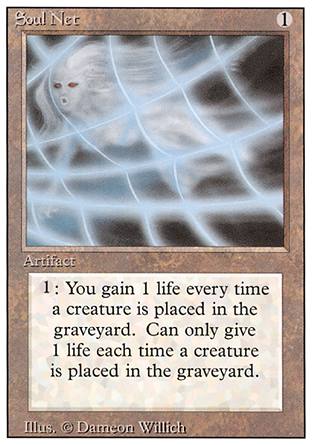 Soul Net 1
Artifact
1: You gain 1 life every time
a creature is placed in the
graveyard. Can only give
1 life each time a creature
is placed in the graveyard.
Illus. © Dameon Willich